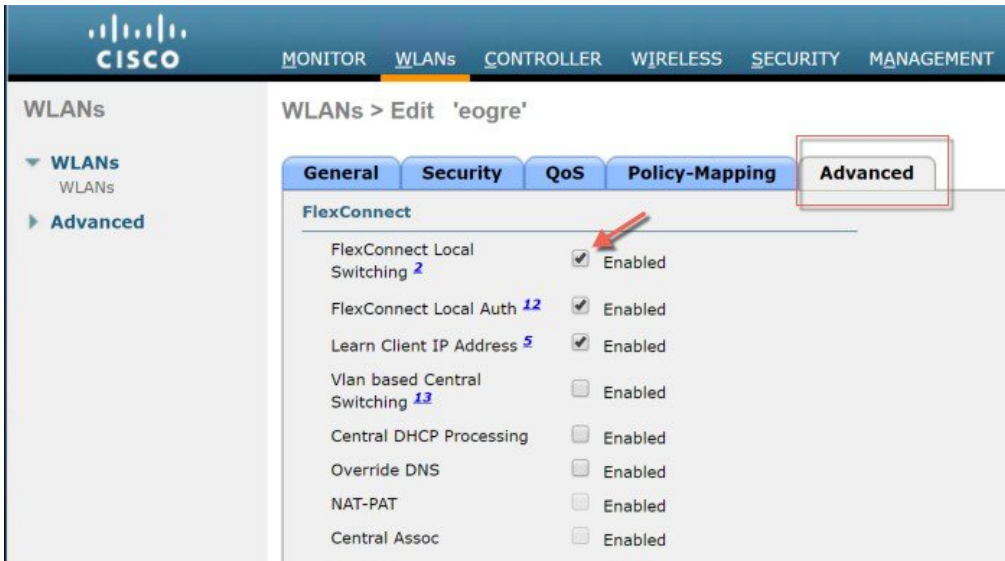 CISCO
MONITOR WLANs CONTROLLER WIRELESS SECURITY MANAGEMENT
WLANs
WLANs
WLANs
Advanced
WLANs > Edit 'eogre'
General Security QoS Policy-Mapping Advanced
FlexConnect
FlexConnect Local
Switching 2 Enabled
FlexConnect Local Auth 12 Enabled
Learn Client IP Address 5 Enabled
Vlan based Central
Switching 13 Enabled
Central DHCP Processing Enabled
Override DNS Enabled
NAT-PAT Enabled
Central Assoc Enabled